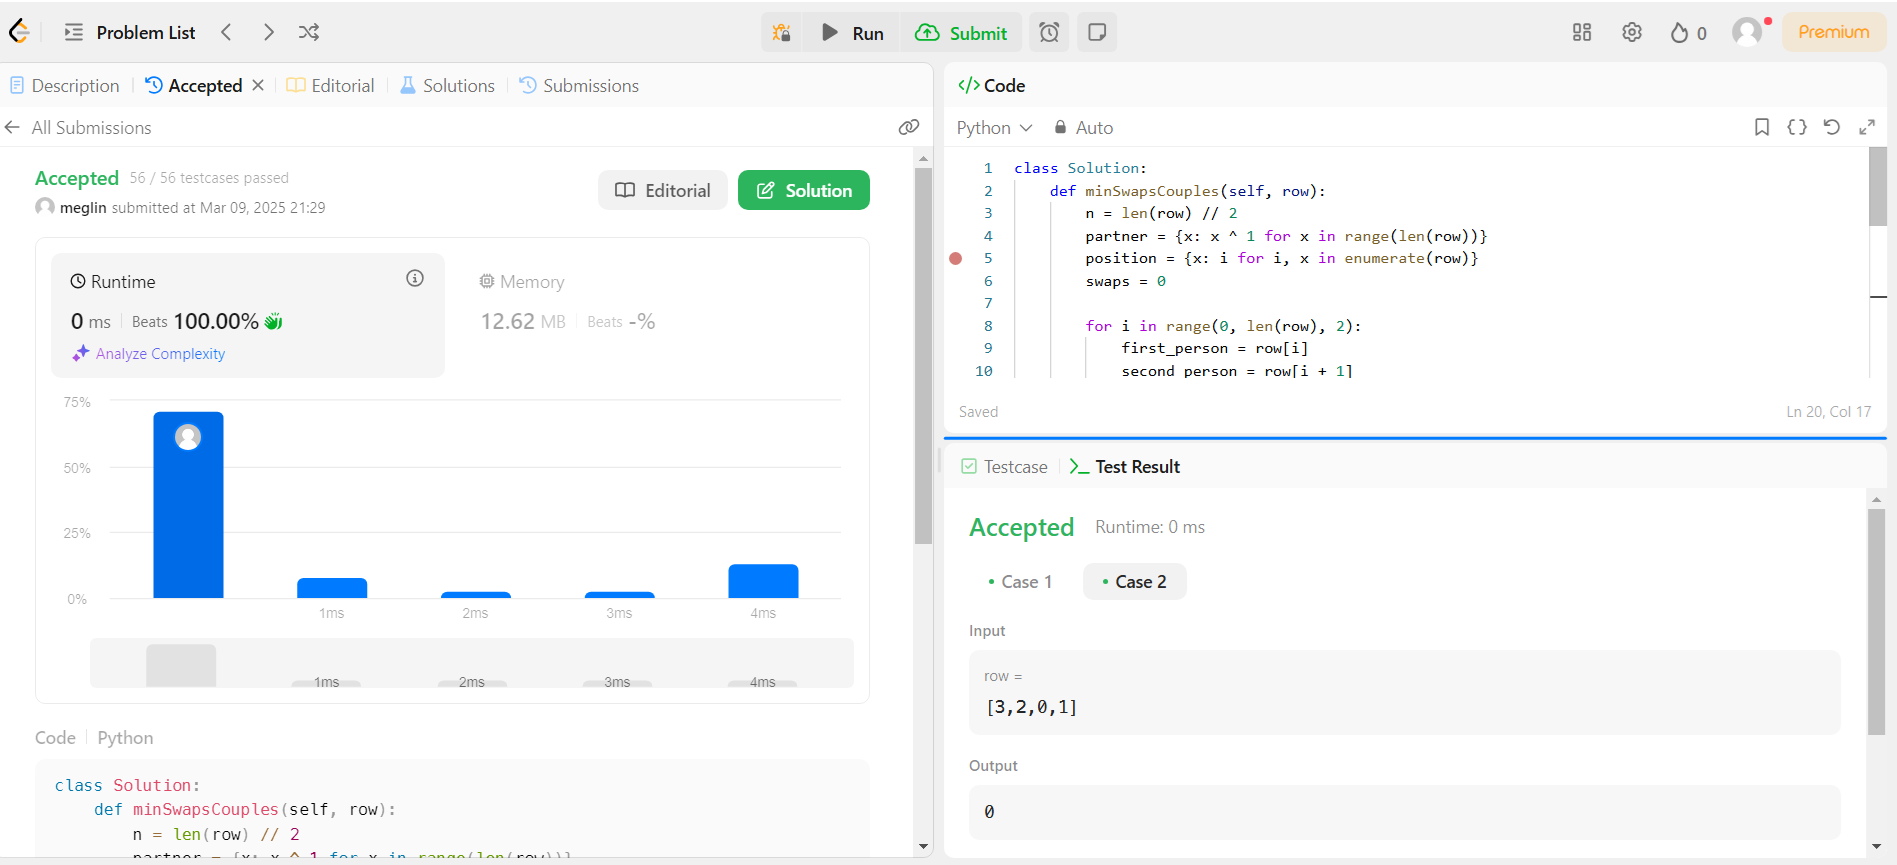 Problem List
Run
Submit
0
Premium
Description
Accepted
Editorial
Solutions
Submissions
All Submissions
Accepted 56 / 56 testcases passed
meglin submitted at Mar 09, 2025 21:29
Editorial
Solution
Runtime
0 ms Beats 100.00%
Analyze Complexity
Memory
12.62 MB Beats -%
75%
50%
25%
0%
1ms 2ms 3ms 4ms
1ms 2ms 3ms 4ms
Code Python
class Solution:
def minSwapsCouples(self, row):
n = len(row) // 2
partner = {x: x ^ 1 for x in range(len(row))}
</> Code
Python
Auto
1 class Solution:
2 def minSwapsCouples(self, row):
3 n = len(row) // 2
4 partner = {x: x ^ 1 for x in range(len(row))}
5 position = {x: i for i, x in enumerate(row)}
6 swaps = 0
7
8 for i in range(0, len(row), 2):
9 first_person = row[i]
10 second_person = row[i + 1]
Saved
Ln 20, Col 17
Testcase
Test Result
Accepted Runtime: 0 ms
Case 1
Case 2
Input
row =
[3,2,0,1]
Output
0